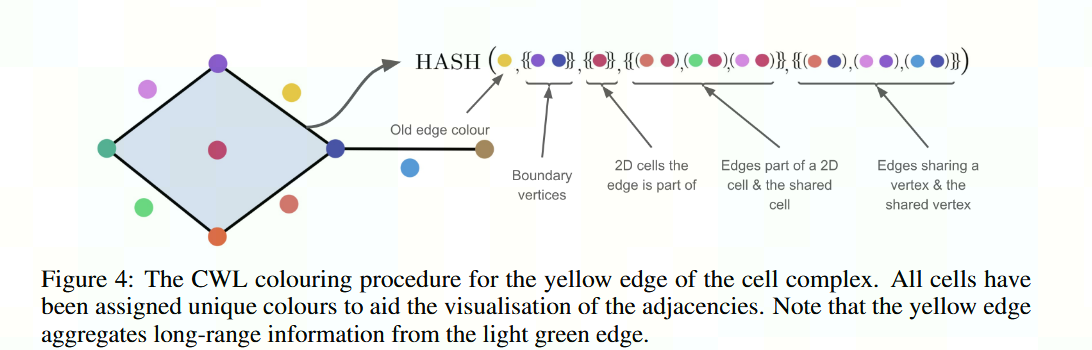 HASH ( , {{ }}, {{ }}, {{( ),( ),( )}}, {{( ),( ),( )}})
Old edge colour
Boundary
vertices
2D cells the
edge is part of
Edges part of a 2D
cell & the shared
cell
Edges sharing a
vertex & the
shared vertex
Figure 4: The CWL colouring procedure for the yellow edge of the cell complex. All cells have
been assigned unique colours to aid the visualisation of the adjacencies. Note that the yellow edge
aggregates long-range information from the light green edge.